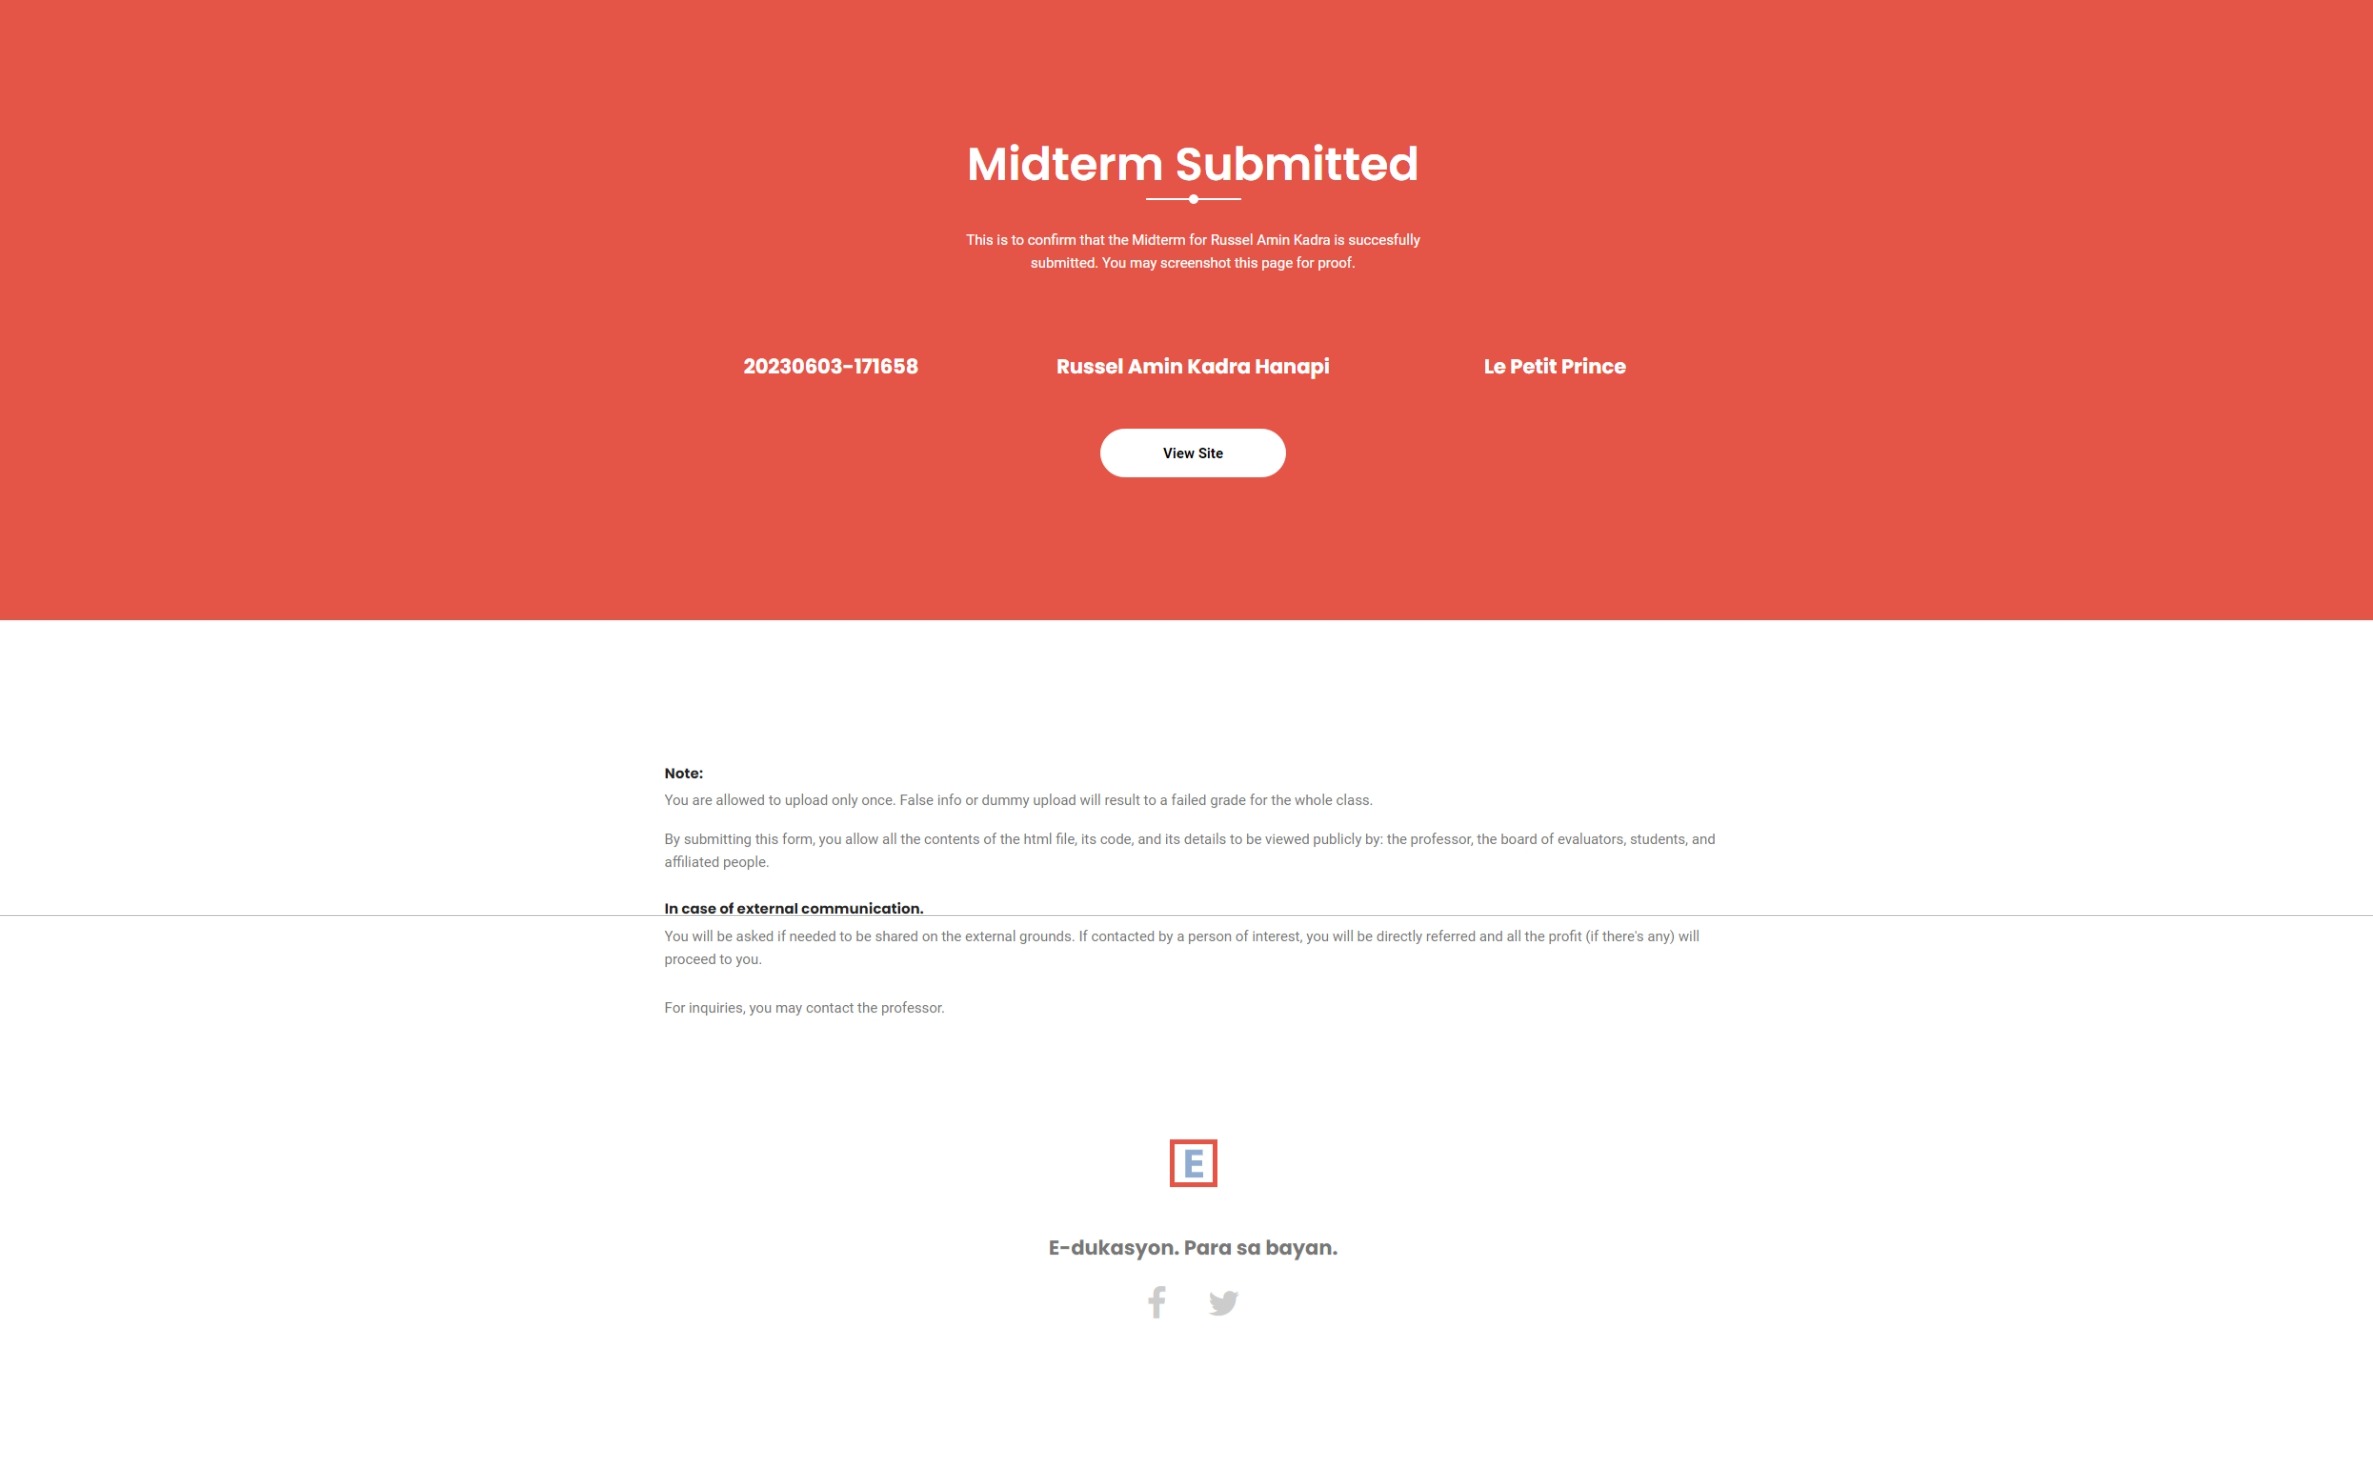 Midterm Submitted
This is to confirm that the Midterm for Russel Amin Kadra is succesfully
submitted. You may screenshot this page for proof.
20230603-171658
Russel Amin Kadra Hanapi
Le Petit Prince
View Site
Note:
You are allowed to upload only once. False info or dummy upload will result to a failed grade for the whole class.
By submitting this form, you allow all the contents of the html file, its code, and its details to be viewed publicly by: the professor, the board of evaluators, students, and
affiliated people.
In case of external communication.
You will be asked if needed to be shared on the external grounds. If contacted by a person of interest, you will be directly referred and all the profit (if there's any) will
proceed to you.
For inquiries, you may contact the professor.
E
E-dukasyon. Para sa bayan.